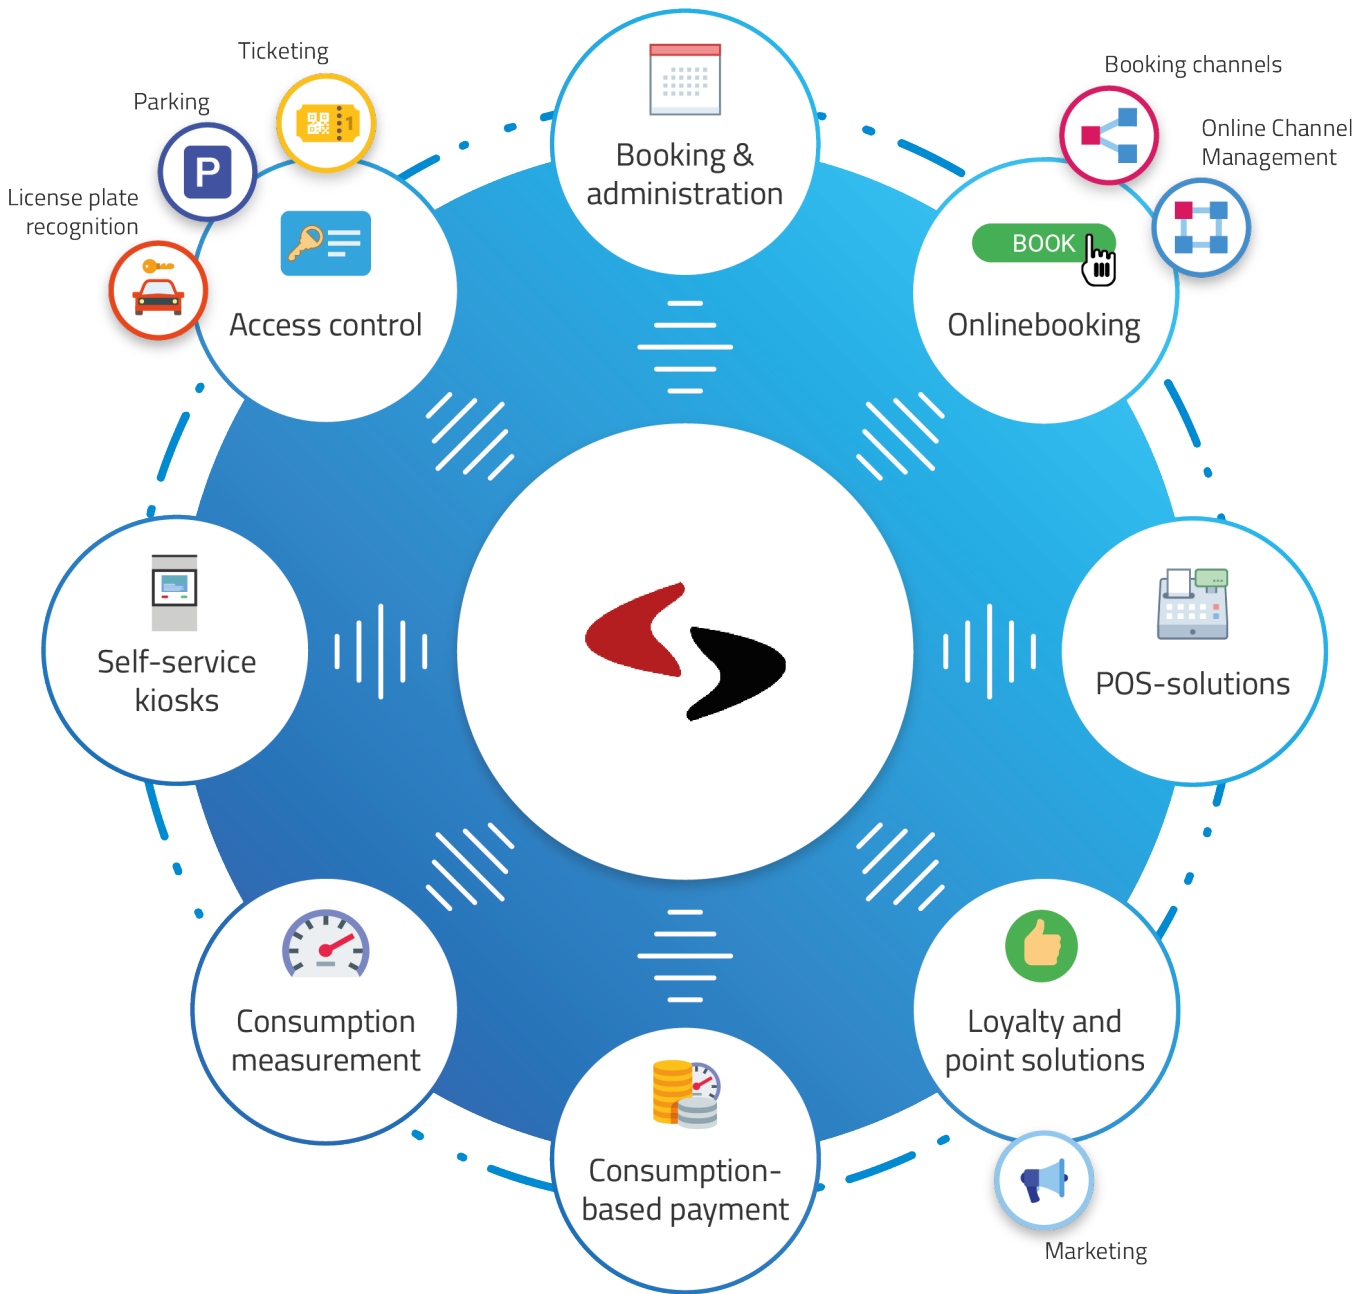 Ticketing
Parking
License plate
recognition
1
P
Access control
Booking &
administration
Booking channels
Online Channel
Management
BOOK
Onlinebooking
Self-service
kiosks
POS-solutions
Consumption
measurement
Consumption-
based payment
Loyalty and
point solutions
Marketing